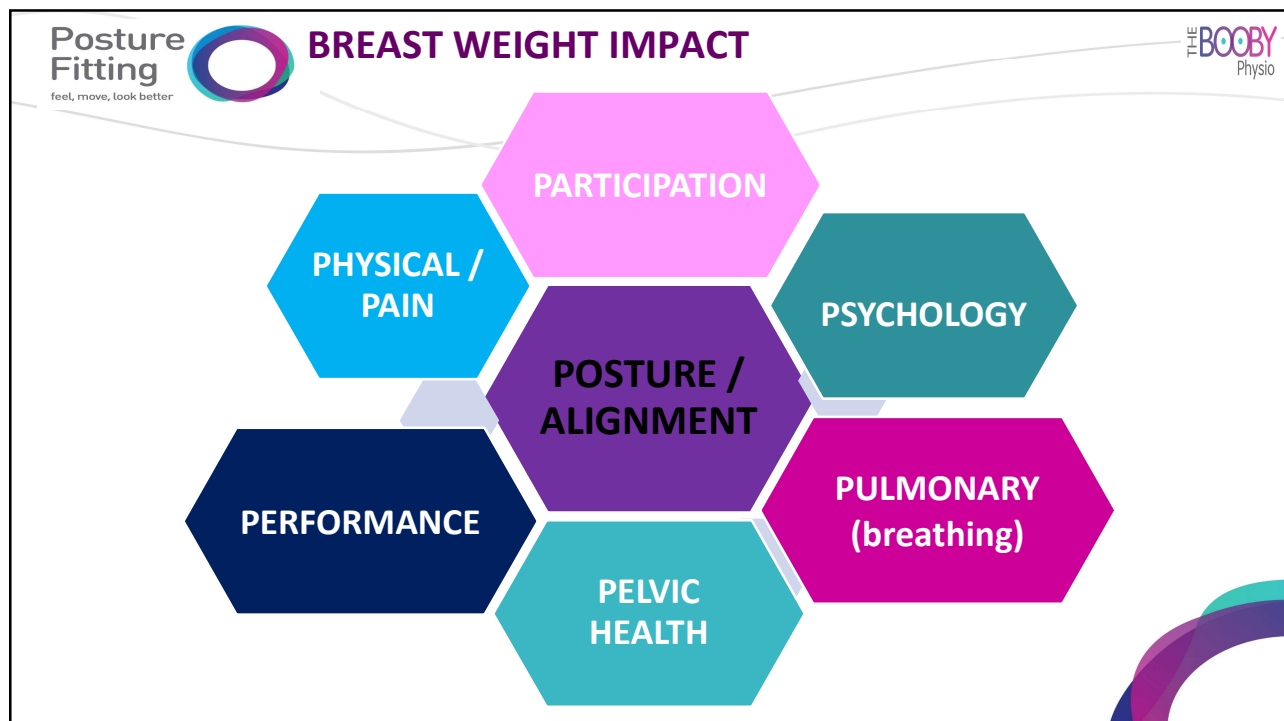 Posture
Fitting
feel, move, look better
BREAST WEIGHT IMPACT
THE BOOBY
Physio
PARTICIPATION
PHYSICAL /
PAIN
PSYCHOLOGY
POSTURE /
ALIGNMENT
PERFORMANCE
PULMONARY
(breathing)
PELVIC
HEALTH